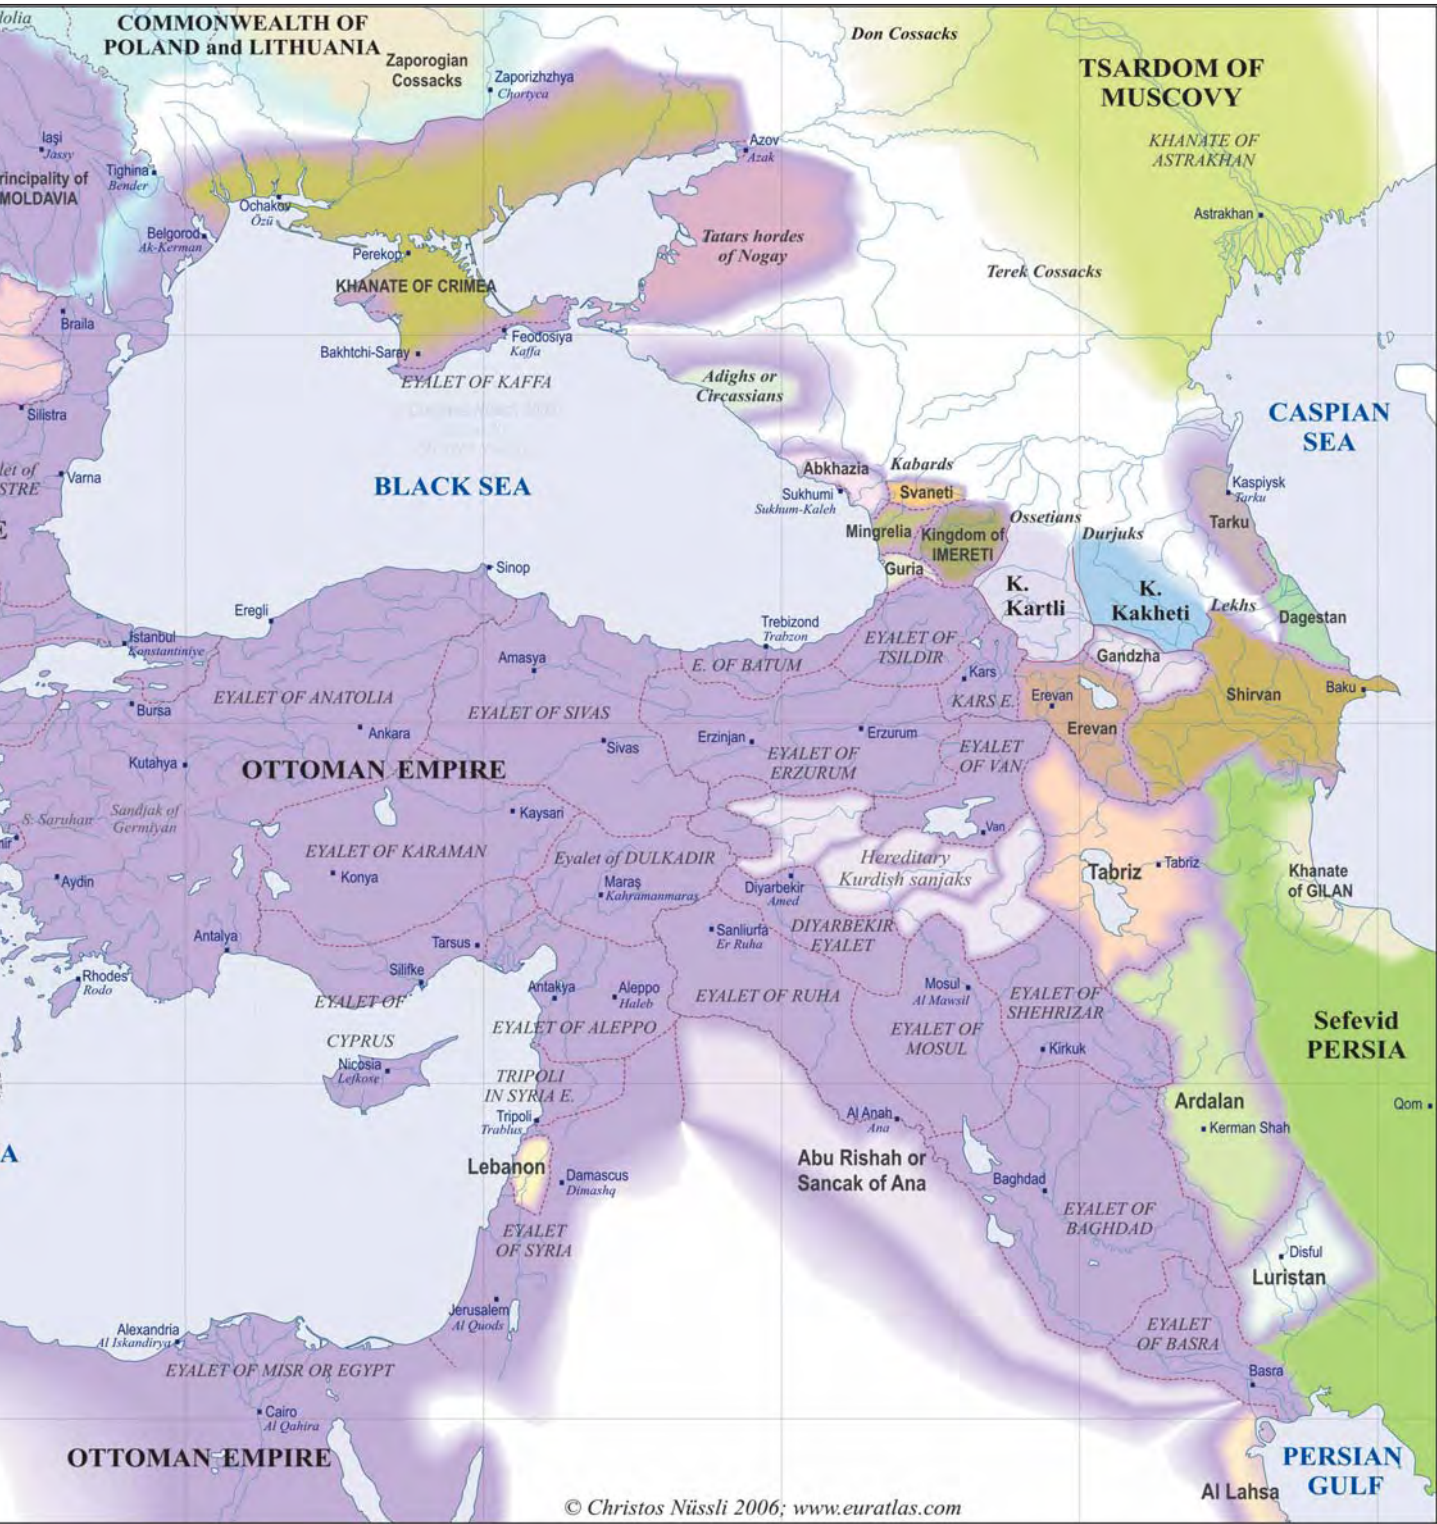 dolia
COMMONWEALTH OF
POLAND and LITHUANIA
Zaporogian
Cossacks
Zaporizhzhya
Chortyca
Don Cossacks
TSARDOM OF
MUSCOVY
KHANATE OF
ASTRAKHAN
Astrakhan
Iaşi
Jassy
rincipality of
MOLDAVIA
Tighina
Bender
Azov
Azak
Ochakov
Özü
Belgorod
Ak-Kerman
Perekop
Tatars hordes
of Nogay
Terek Cossacks
KHANATE OF CRIMEA
Braila
Feodosiya
Kaffa
Bakhtchi-Saray
EYALET OF KAFFA
Adighs or
Circassians
Silistra
CASPIAN
SEA
let of
STRE
Varna
BLACK SEA
Abkhazia
Kabards
Sukhumi
Sukhum-Kaleh
Svaneti
Kaspiysk
Tarku
Tarku
E
Mingrelia
Kingdom of
IMERETI
Ossetians
Durjuks
Guria
Sinop
K.
Kartli
K.
Kakheti
Lekhs
Dagestan
Eregli
Istanbul
Konstantiniye
Trebizond
Trabzon
Amasya
E. OF BATUM
EYALET OF
TSILDIR
Gandzha
Kars
KARS E.
Erevan
Erevan
Shirvan
Baku
Bursa
EYALET OF ANATOLIA
EYALET OF SIVAS
Ankara
Sivas
Erzinjan
Erzurum
EYALET OF
ERZURUM
EYALET
OF VAN
Kutahya
OTTOMAN EMPIRE
S. Saruhan
Sandjak of
Germiyan
Kaysari
Van
mir
EYALET OF KARAMAN
Eyalet of DULKADIR
Hereditary
Kurdish sanjaks
Tabriz
Tabriz
Khanate
of GILAN
Aydin
Konya
Maraş
Kahramanmaras
Diyarbekir
Amed
Antalya
Tarsus
Sanliurfa
Er Ruha
DIYARBEKIR
EYALET
Rhodes
Rodo
Silifke
Antakya
Aleppo
Haleb
EYALET OF RUHA
Mosul
Al Mawsil
EYALET OF
SHEHRIZAR
EYALET OF
CYPRUS
EYALET OF ALEPPO
EYALET OF
MOSUL
Kirkuk
Sefevid
PERSIA
Nicosia
Lefkose
TRIPOLI
IN SYRIA E.
Tripoli
Trablus
Al Anah
Ana
Ardalan
Kerman Shah
Qom
A
Lebanon
Damascus
Dimashq
Abu Rishah or
Sancak of Ana
Baghdad
EYALET OF
BAGHDAD
EYALET
OF SYRIA
Disful
Luristan
Jerusalem
Al Quods
Alexandria
Al Iskandirya
EYALET
OF BASRA
EYALET OF MISR OR EGYPT
Basra
Cairo
Al Qahira
OTTOMAN EMPIRE
PERSIAN
GULF
Al Lahsa
© Christos Nüssli 2006; www.euratlas.com